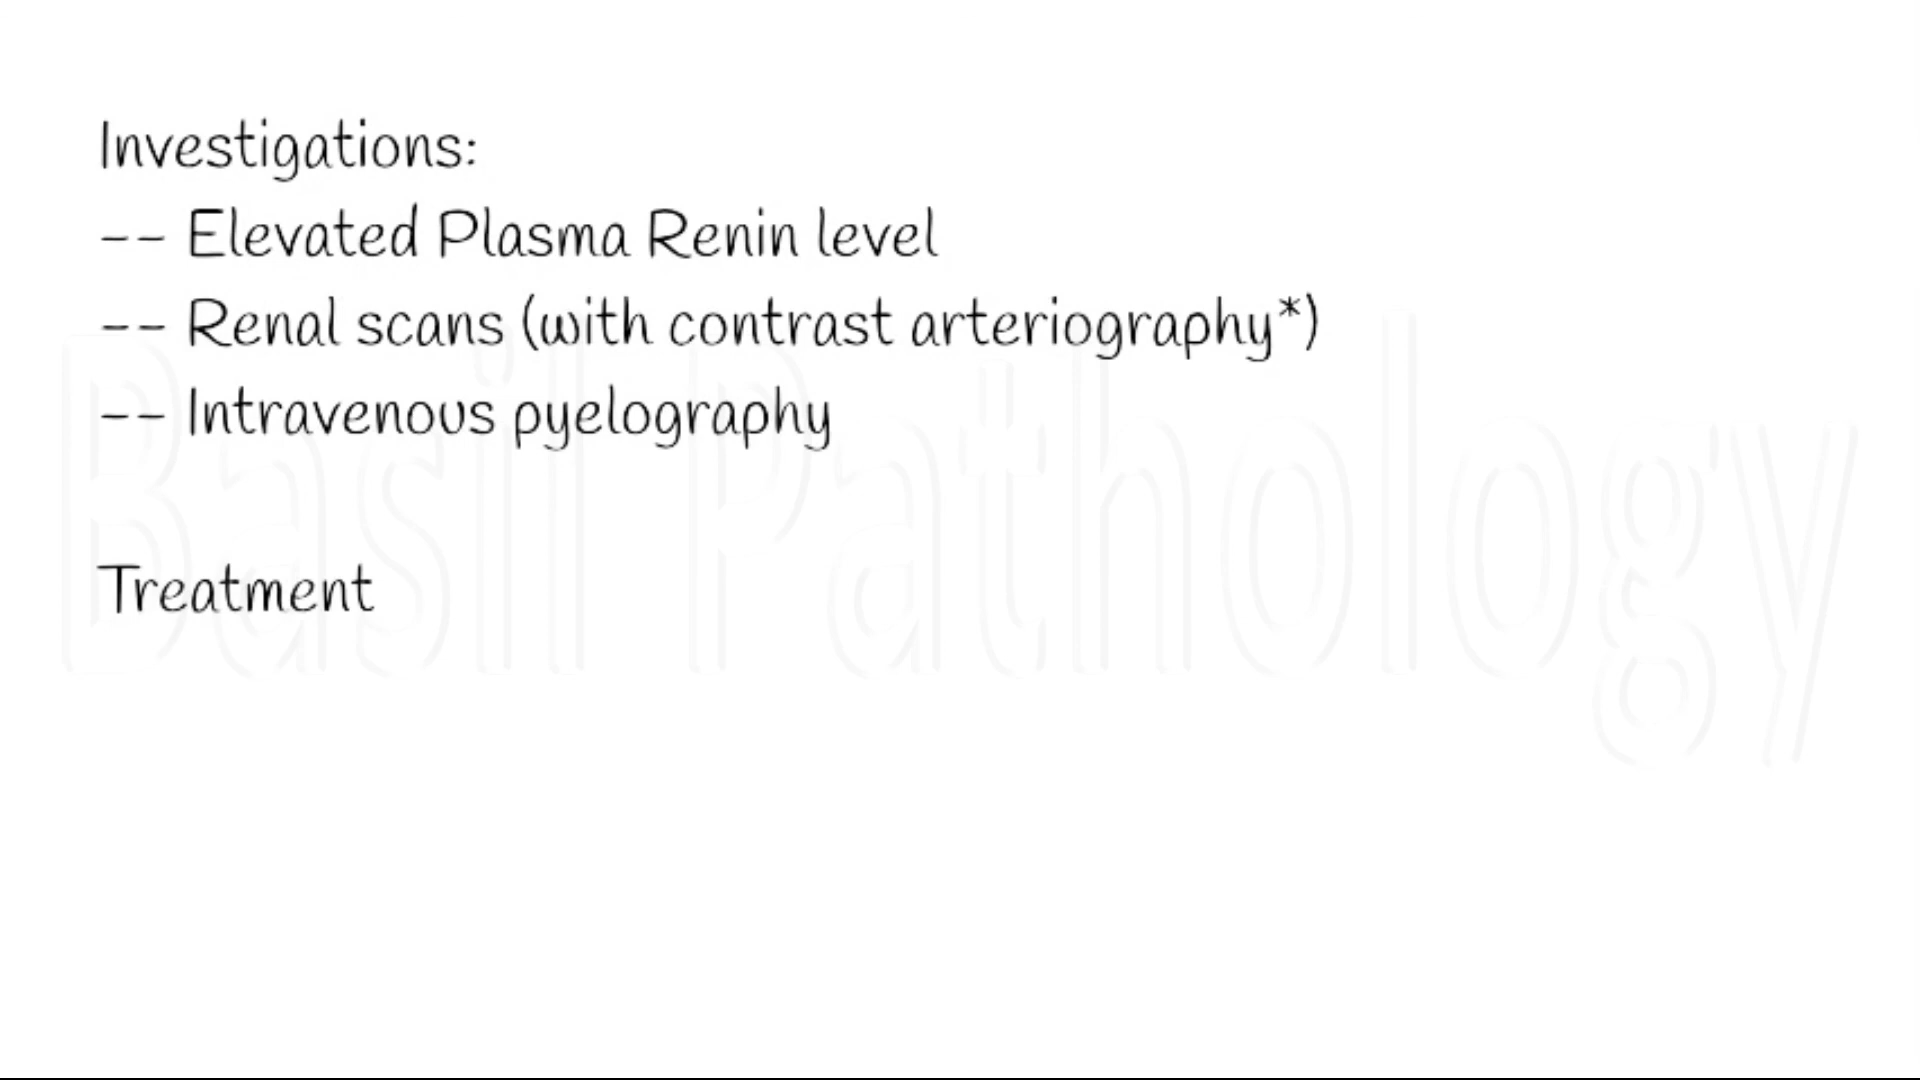 Investigations:
-- Elevated Plasma Renin level
-- Renal scans (with contrast arteriography*)
-- Intravenous pyelography
Basil Pathology
Treatment